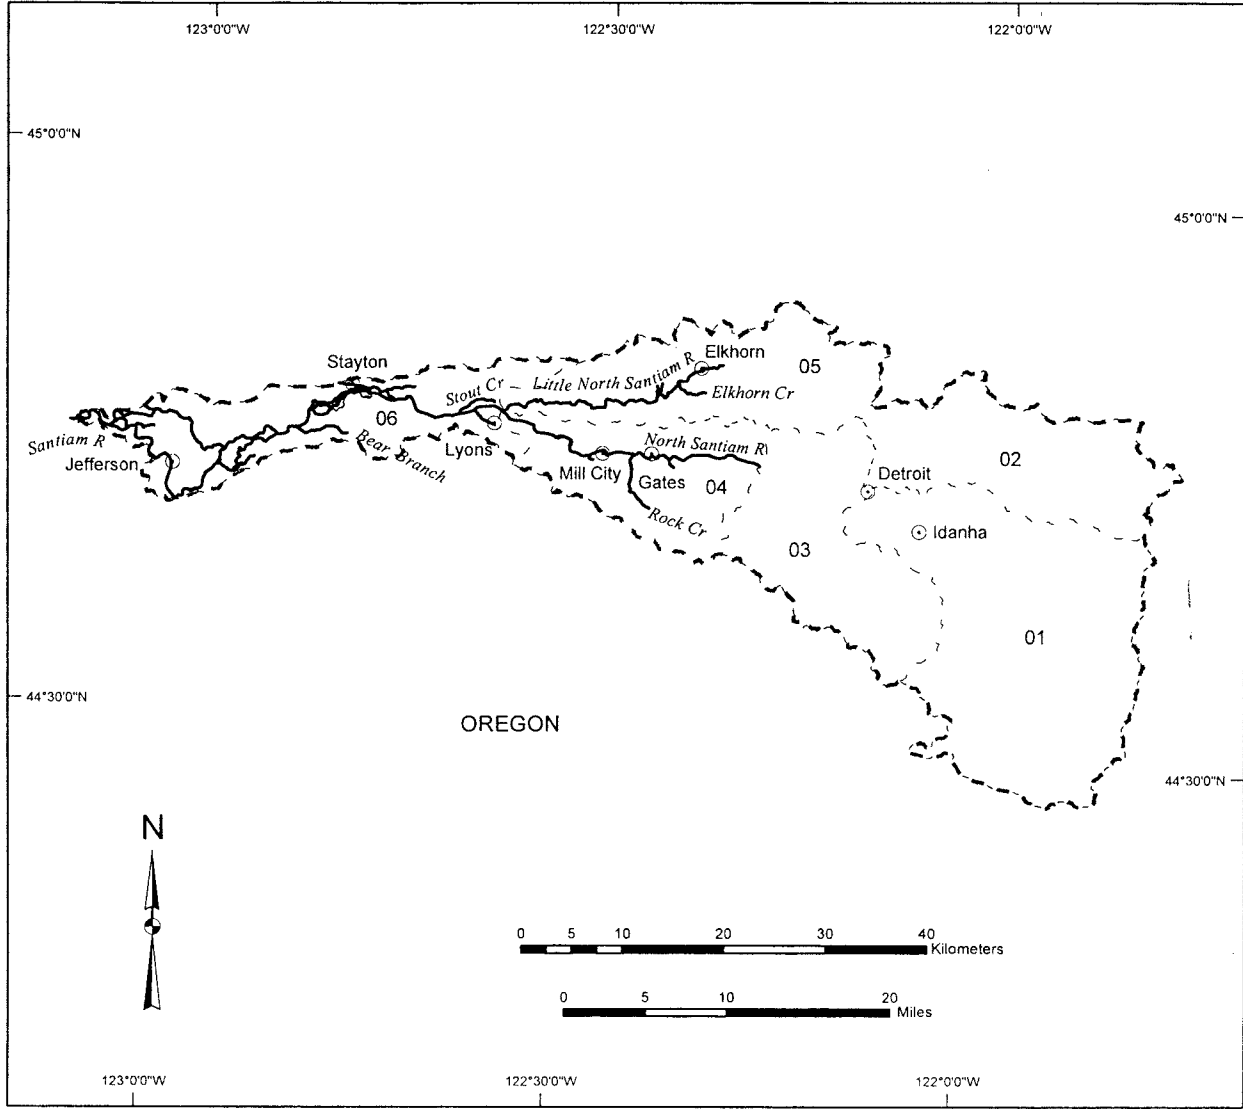 123°0'0"W
122°30'0"W
122°0'0"W
45°0'0"N
45°0'0"N
Elkhorn
05
Stayton
Little North Santiam R
Stout Cr
Elkhorn Cr
06
Santiam R
Jefferson
Bear Branch
Lyons
North Santiam R
Mill City
Gates
04
Rock Cr
02
Detroit
Idanha
03
01
44°30'0"N
OREGON
44°30'0"N
N
0 5 10 20 30 40
Kilometers
0 5 10 20
Miles
123°0'0"W
122°30'0"W
122°0'0"W